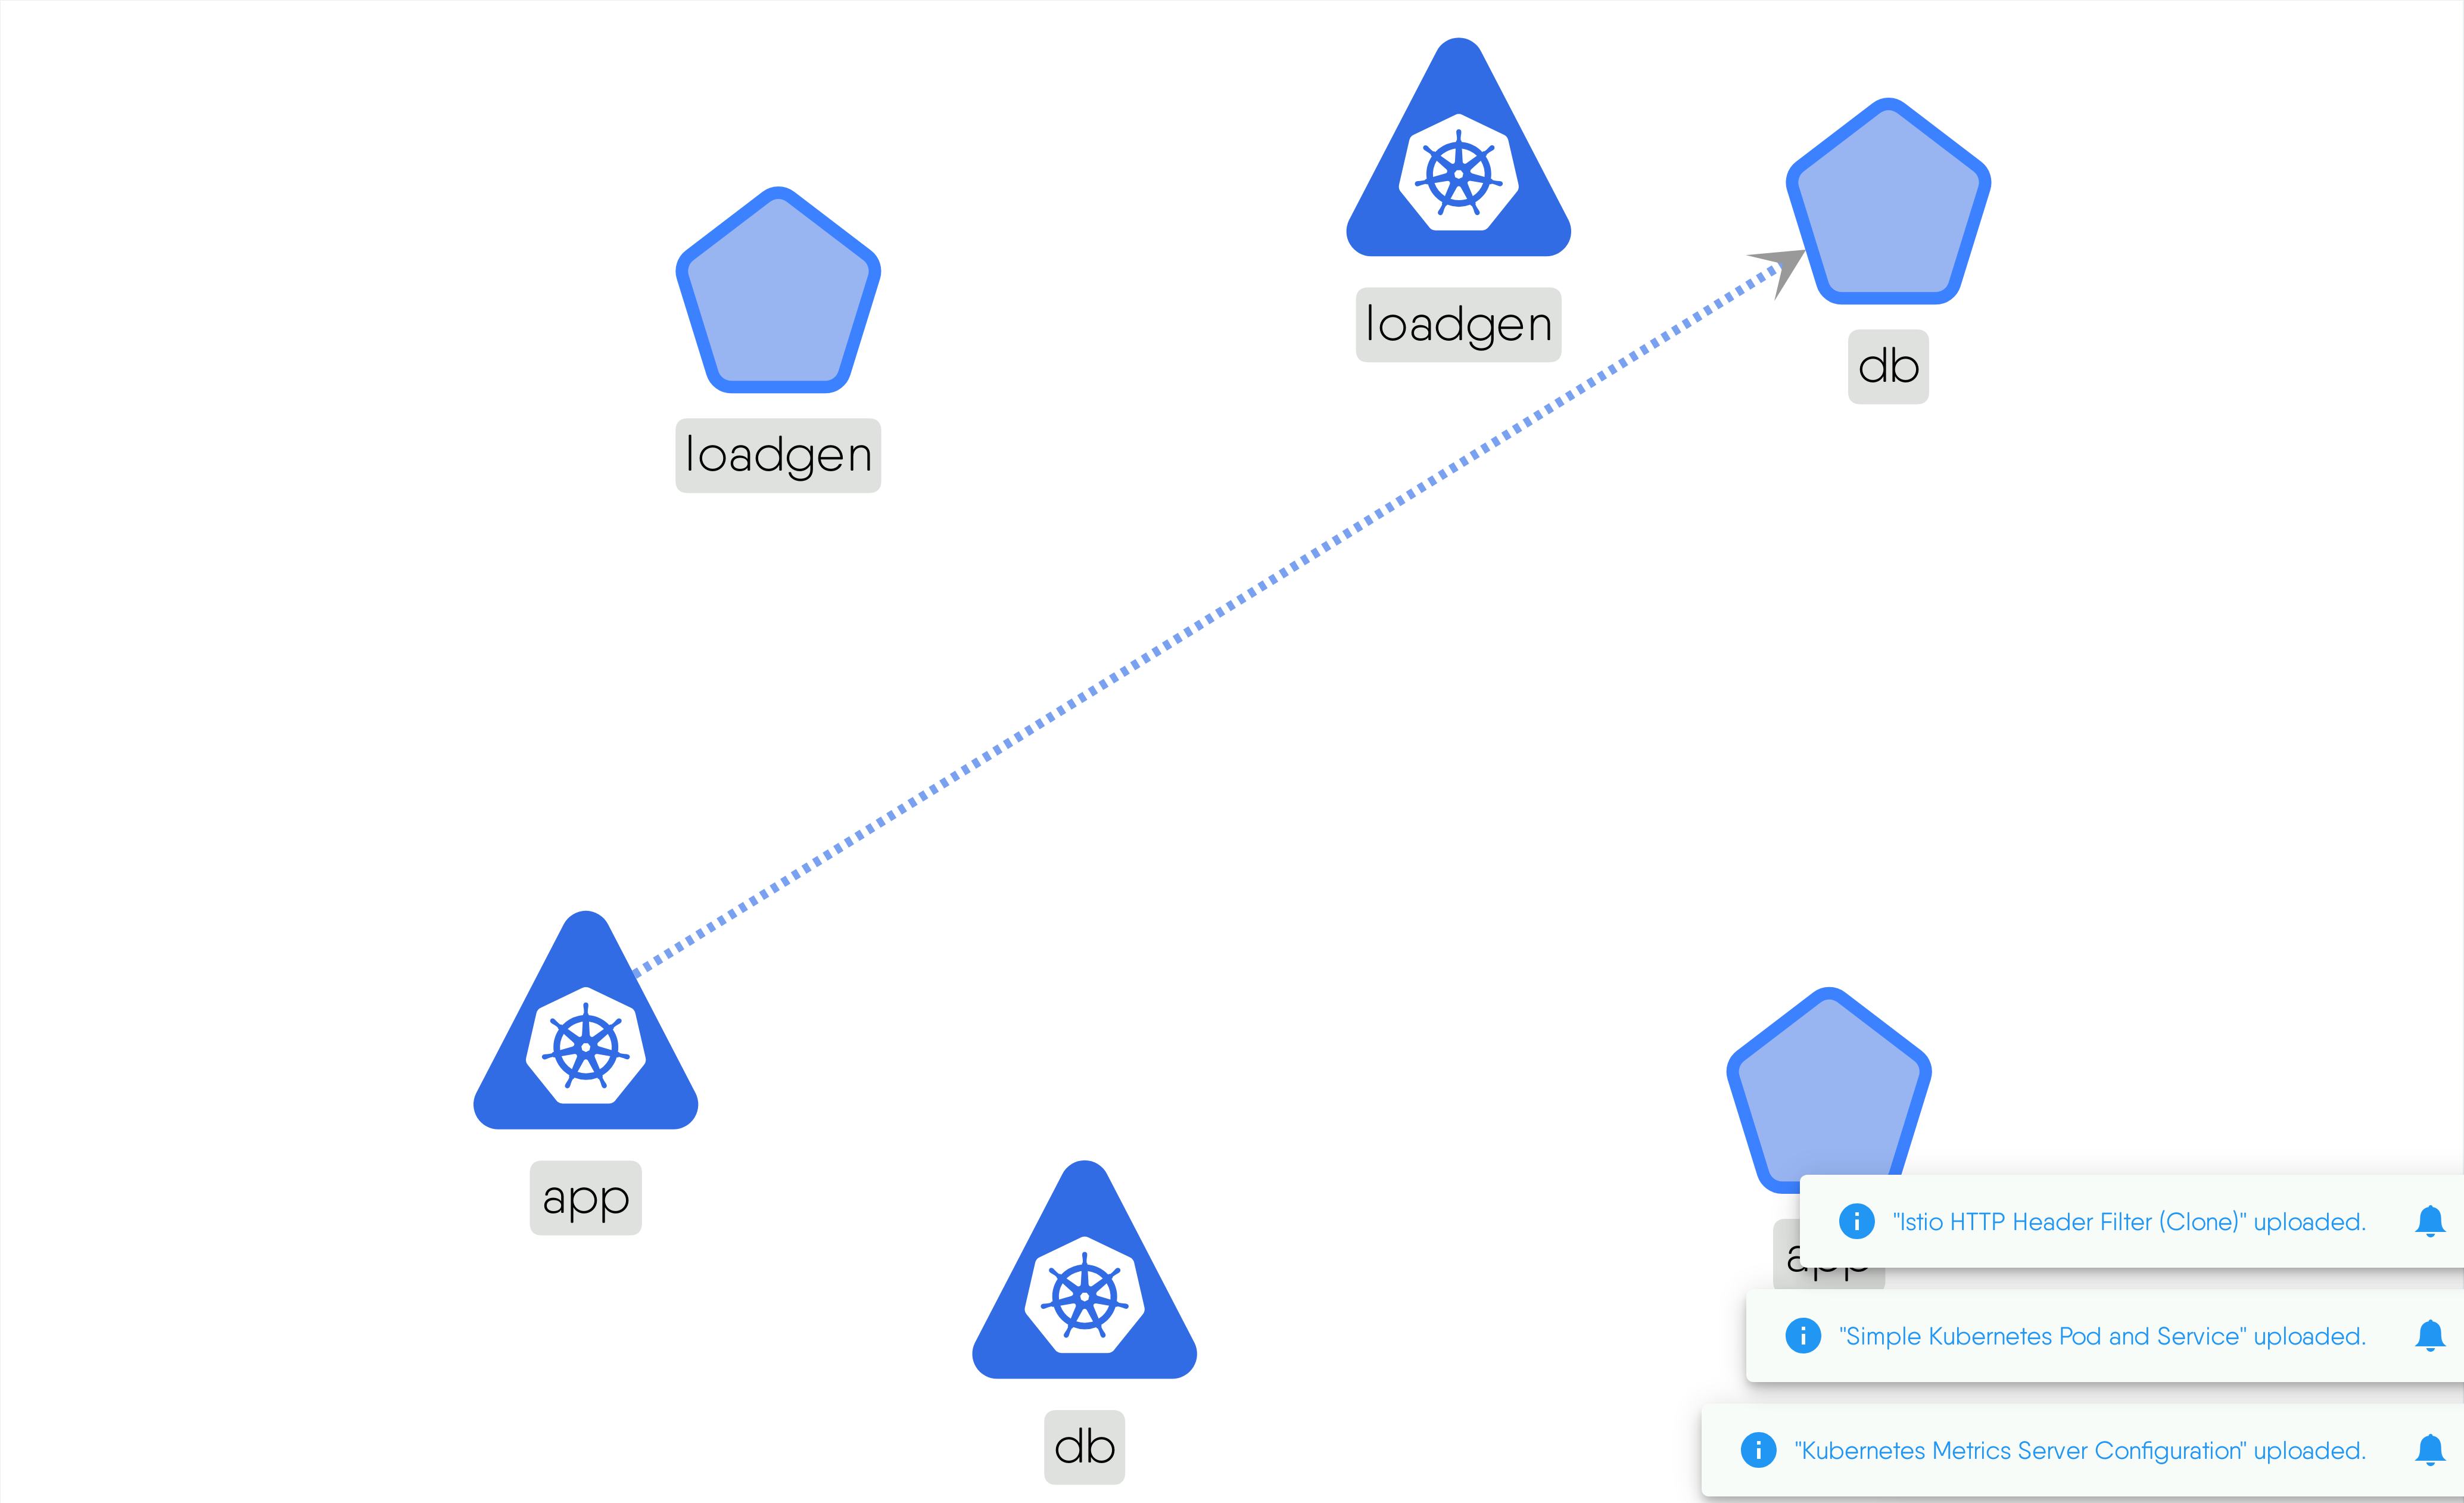 loadgen
db
loadgen
app
app
db
"Istio HTTP Header Filter (Clone)" uploaded.
"Simple Kubernetes Pod and Service" uploaded.
"Kubernetes Metrics Server Configuration" uploaded.